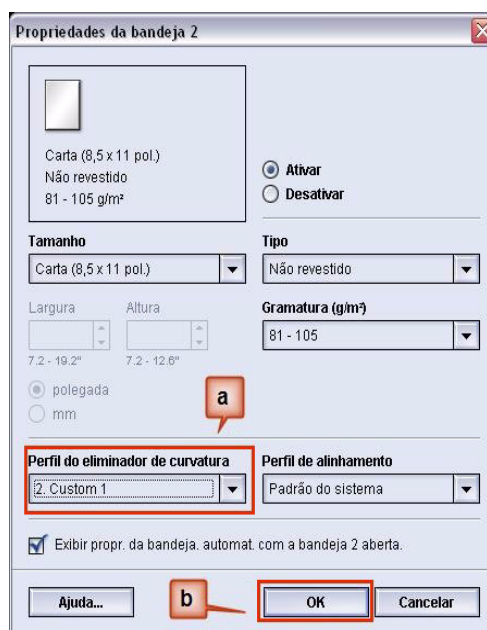 Propriedades da bandeja 2
Carta (8,5 x 11 pol.)
Não revestido
81 - 105 g/m²
Ativar
Desativar
Tamanho
Tipo
Carta (8,5 x 11 pol.)
Não revestido
Largura
Altura
Gramatura (g/m²)
81 - 105
7.2 - 19.2"
7.2 - 12.6"
polegada
mm
a
Perfil do eliminador de curvatura
Perfil de alinhamento
2. Custom 1
Padrão do sistema
Exibir propr. da bandeja. automat. com a bandeja 2 aberta.
Ajuda...
b
OK
Cancelar